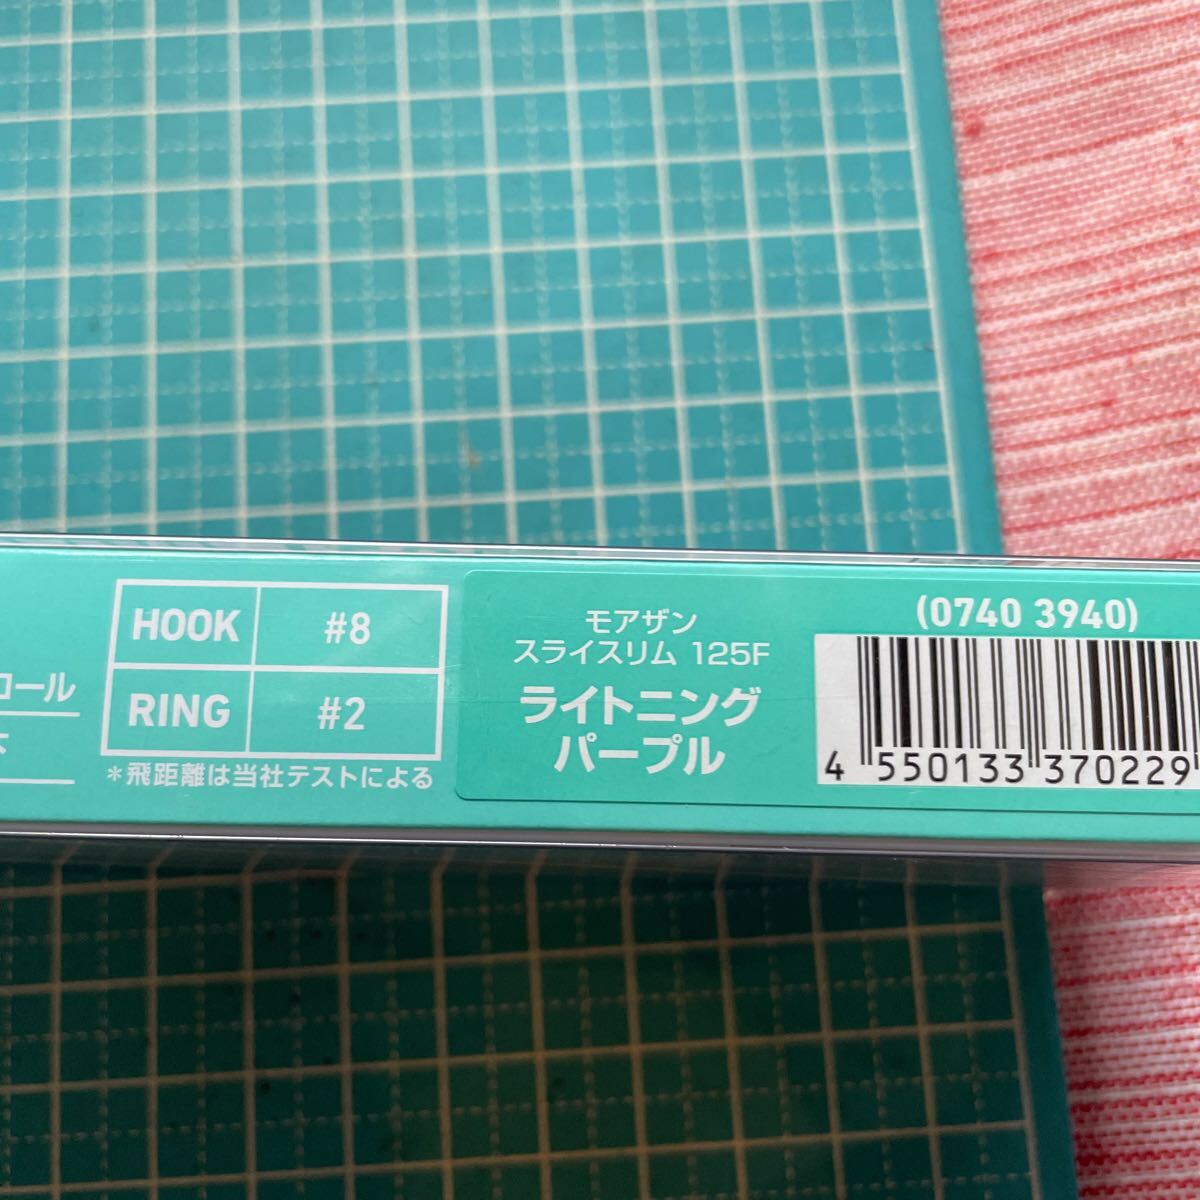 ロール
HOOK #8
RING #2
*飛距離は当社テストによる
モアザン
スライスリム 125F
ライトニング
パープル
(0740 3940)
4 550133 370229